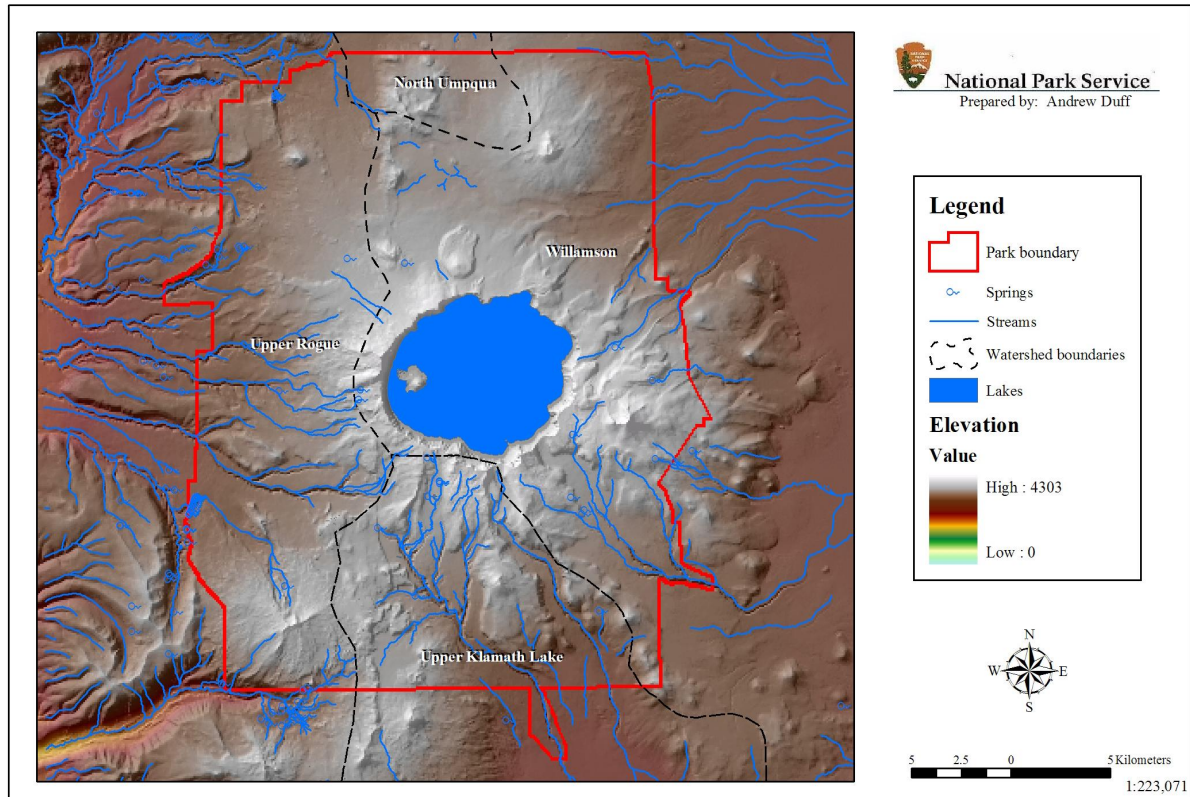 North Umpqua
Willamson
Upper Rogue
Upper Klamath Lake
National Park Service
Prepared by: Andrew Duff
Legend
Park boundary
Springs
Streams
Watershed boundaries
Lakes
Elevation
Value
High : 4303
Low : 0
N
W E
S
5 2.5 0 5 Kilometers
1:223,071